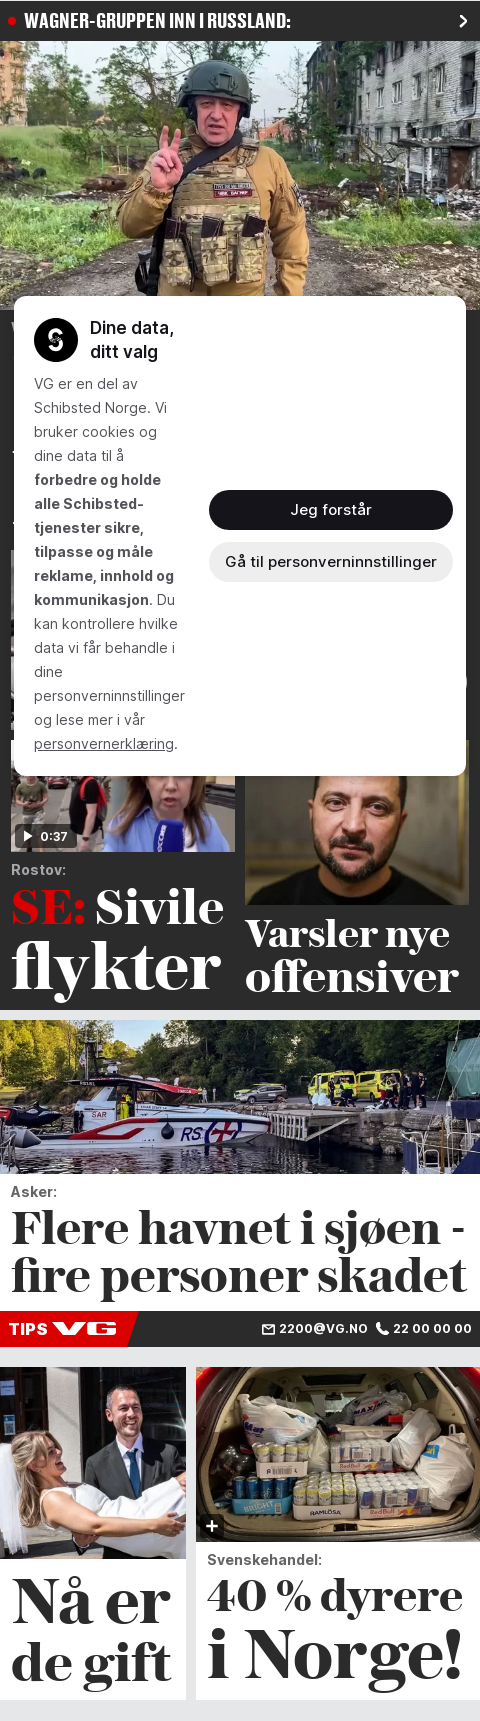 WAGNER-GRUPPEN INN I RUSSLAND:
Dine data,
ditt valg
VG er en del av
Schibsted Norge. Vi
bruker cookies og
dine data til å
forbedre og holde
alle Schibsted-
tjenester sikre,
tilpasse og måle
reklame, innhold og
kommunikasjon. Du
kan kontrollere hvilke
data vi får behandle i
dine
personverninnstillinger
og lese mer i vår
personvernerklæring.
Jeg forstår
Gå til personverninnstillinger
0:37
Rostov:
SE: Sivile
flykter
Varsler nye
offensiver
SAR
RS
Asker:
Flere havnet i sjøen -
fire personer skadet
TIPS VG
2200@VG.NO 22 00 00 00
Nå er
de gift
RAMLÖSA
RedBull
Svenskehandel:
40 % dyrere
i Norge!